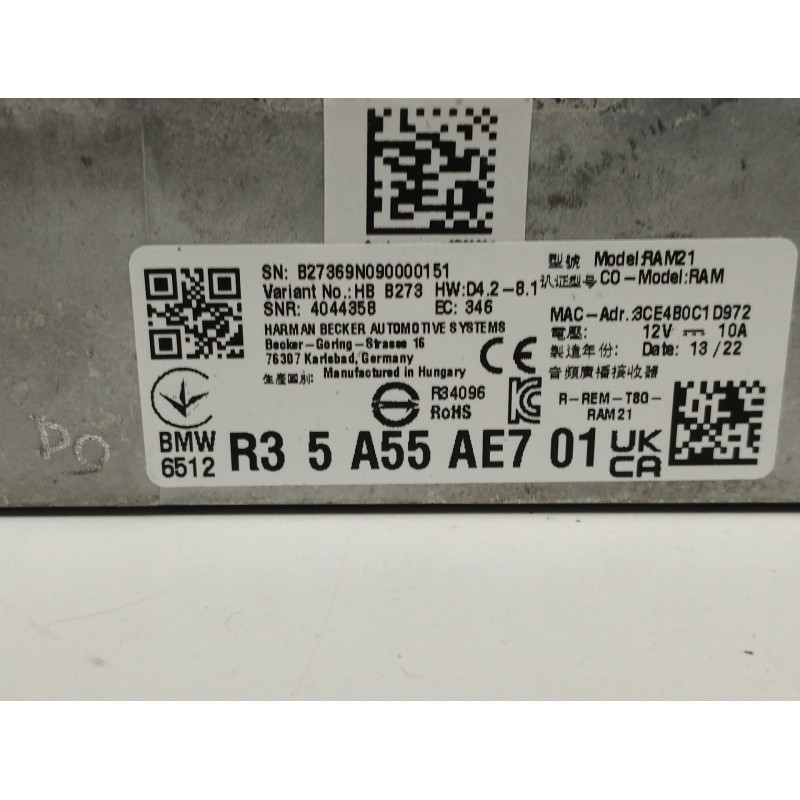 SN: B27369N090000151
Variant No.:HB B273 HW:D4.2-8.1
SNR: 4044358 EC: 346
HARMAN BECKER AUTOMOTIVE SYSTEMS
Becker-Göring-Strasse 16
76307 Karlsbad, Germany
生產國別: Manufactured in Hungary
型號 Model:RAM21
认证型号 CO-Model:RAM
MAC-Adr.:3CE4B0C1D972
電壓: 12V 10A
製造年份: Date: 13/22
音頻廣播接收器
CE
R34096
RoHS
R-REM-T8G-
RAM21
BMW
6512
R3 5 A55 AE7 01
UK
CA
DO